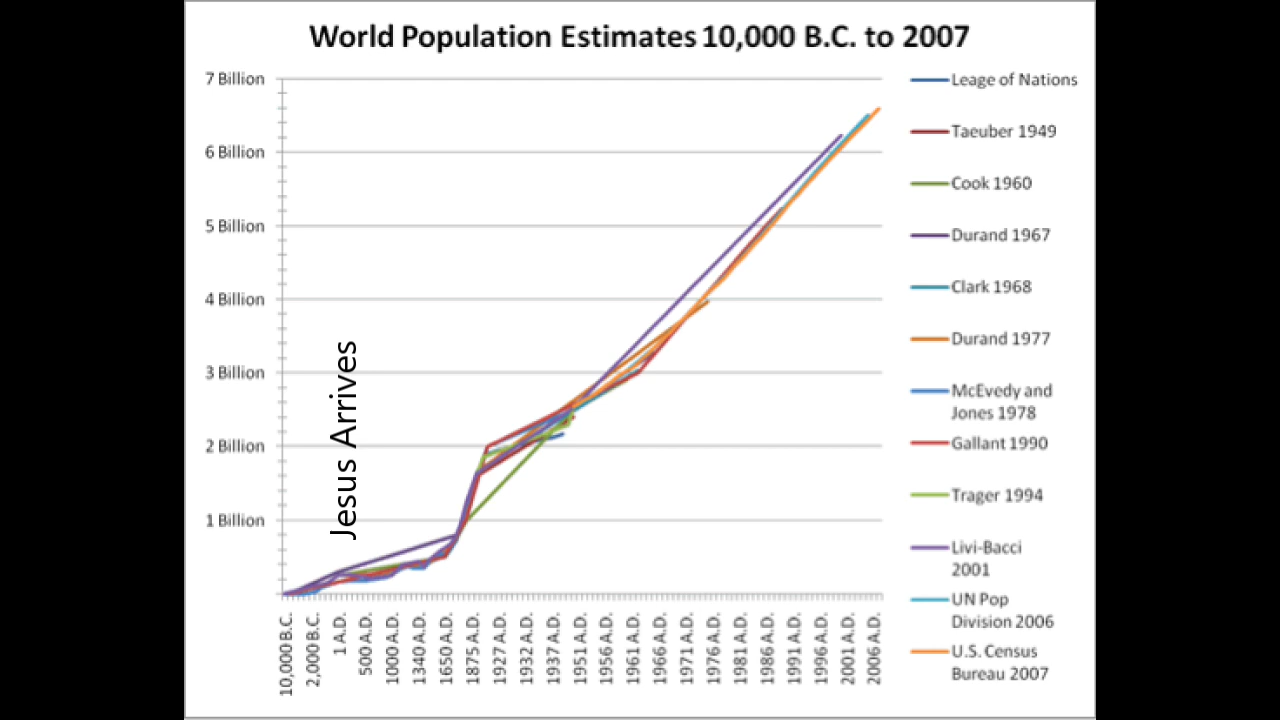 World Population Estimates 10,000 B.C. to 2007
7 Billion
6 Billion
5 Billion
4 Billion
3 Billion
2 Billion
1 Billion
Jesus Arrives
10,000 B.C.
2,000 B.C.
1 A.D.
500 A.D.
1000 A.D.
1340 A.D.
1650 A.D.
1875 A.D.
1927 A.D.
1932 A.D.
1937 A.D.
1951 A.D.
1956 A.D.
1961 A.D.
1966 A.D.
1971 A.D.
1976 A.D.
1981 A.D.
1986 A.D.
1991 A.D.
1996 A.D.
2001 A.D.
2006 A.D.
Leage of Nations
Taeuber 1949
Cook 1960
Durand 1967
Clark 1968
Durand 1977
McEvedy and
Jones 1978
Gallant 1990
Trager 1994
Livi-Bacci
2001
UN Pop
Division 2006
U.S. Census
Bureau 2007